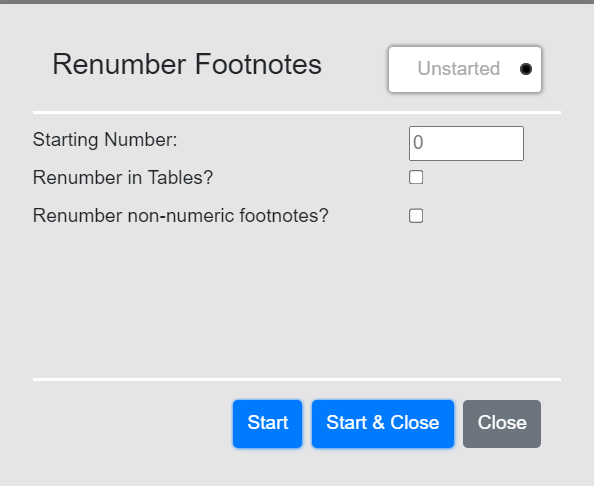 Renumber Footnotes
Unstarted
Starting Number:
0
Renumber in Tables?
Renumber non-numeric footnotes?
Start
Start & Close
Close